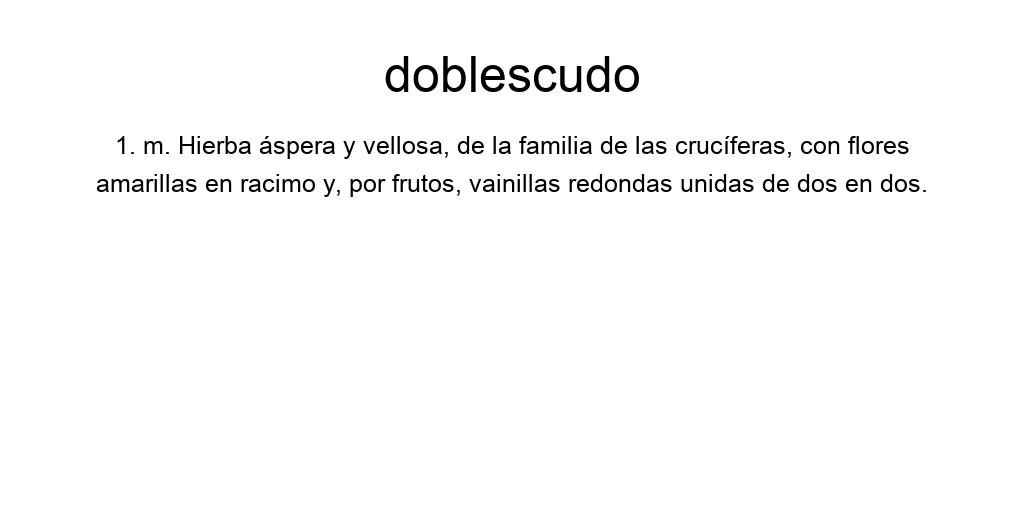 doblescudo
1. m. Hierba áspera y vellosa, de la familia de las crucíferas, con flores
amarillas en racimo y, por frutos, vainillas redondas unidas de dos en dos.